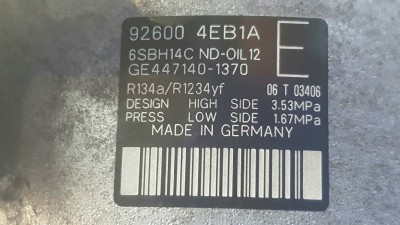 92600 4EB1A E
6SBH14C ND-OIL12
GE447140-1370
R134a/R1234yf 06 T 03406
DESIGN HIGH SIDE 3.53MPa
PRESS LOW SIDE 1.67MPa
MADE IN GERMANY